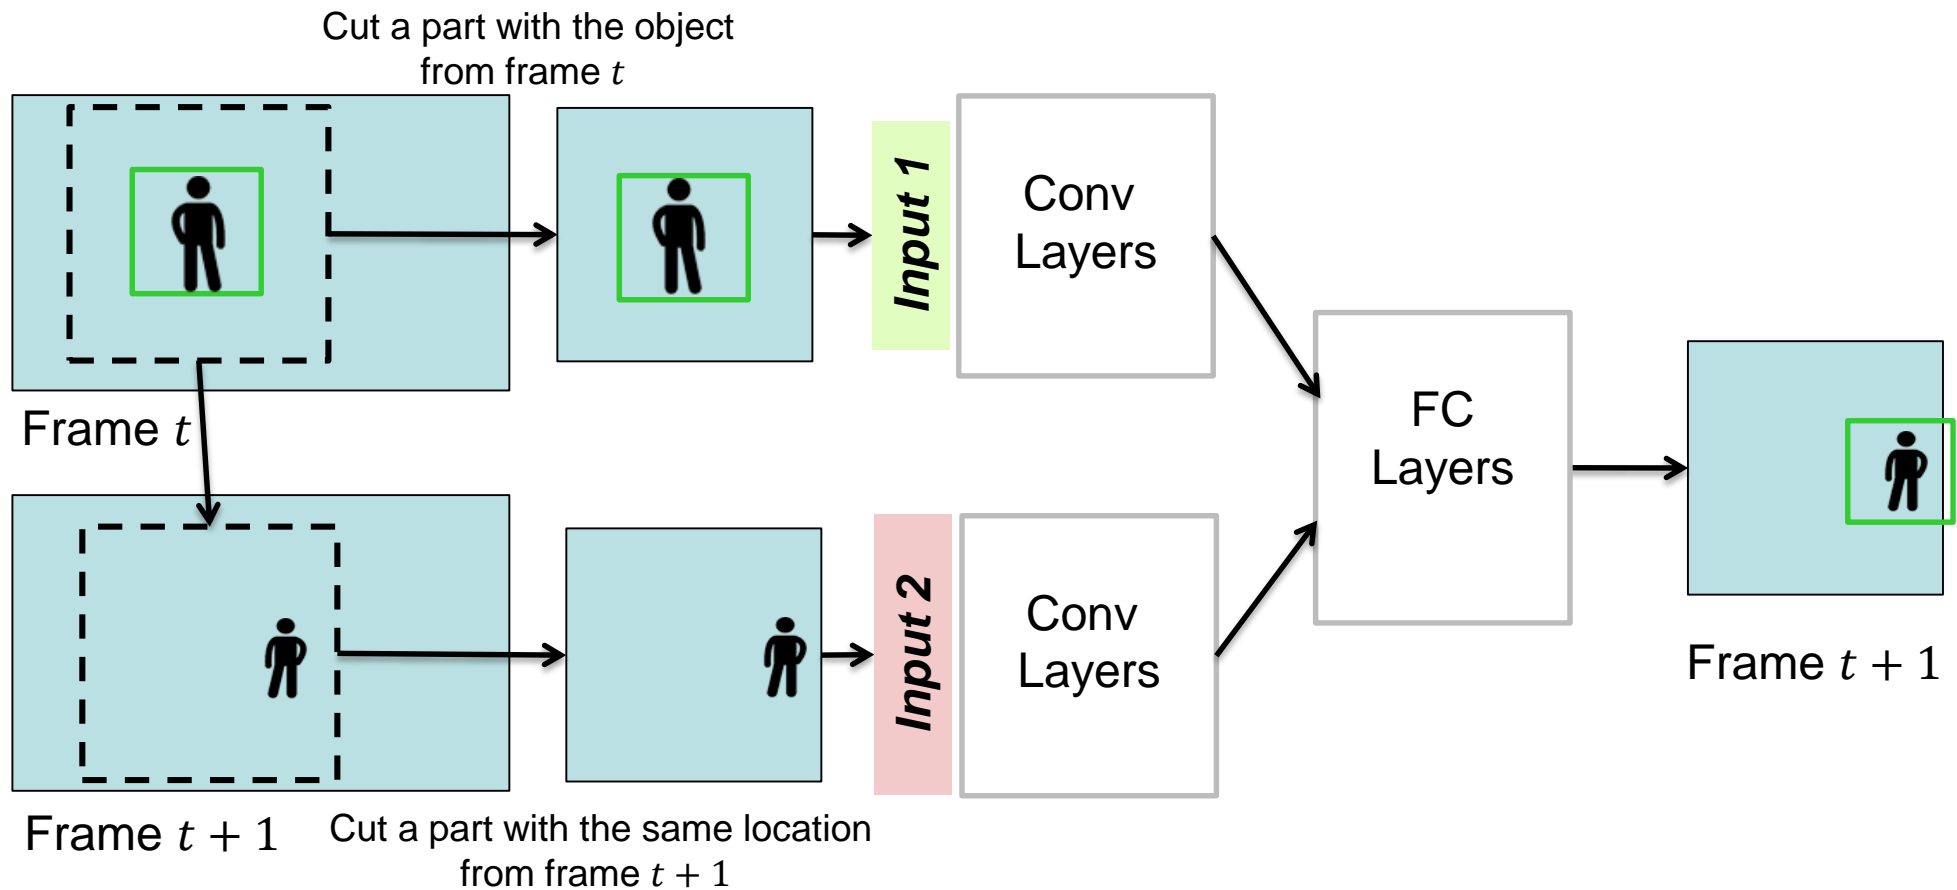 Cut a part with the object
from frame t
Input 1
Conv
Layers
Frame t
FC
Layers
Input 2
Conv
Layers
Frame t + 1
Frame t + 1
Cut a part with the same location
from frame t + 1